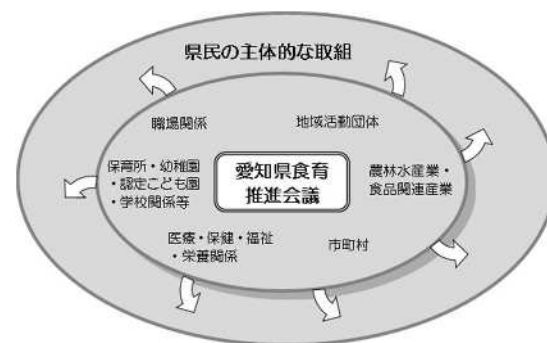 県民の主体的な取組
職場関係
地域活動団体
保育所・幼稚園
・認定こども園
・学校関係等
愛知県食育
推進会議
農林水産業・
食品関連産業
医療・保健・福祉
・栄養関係
市町村